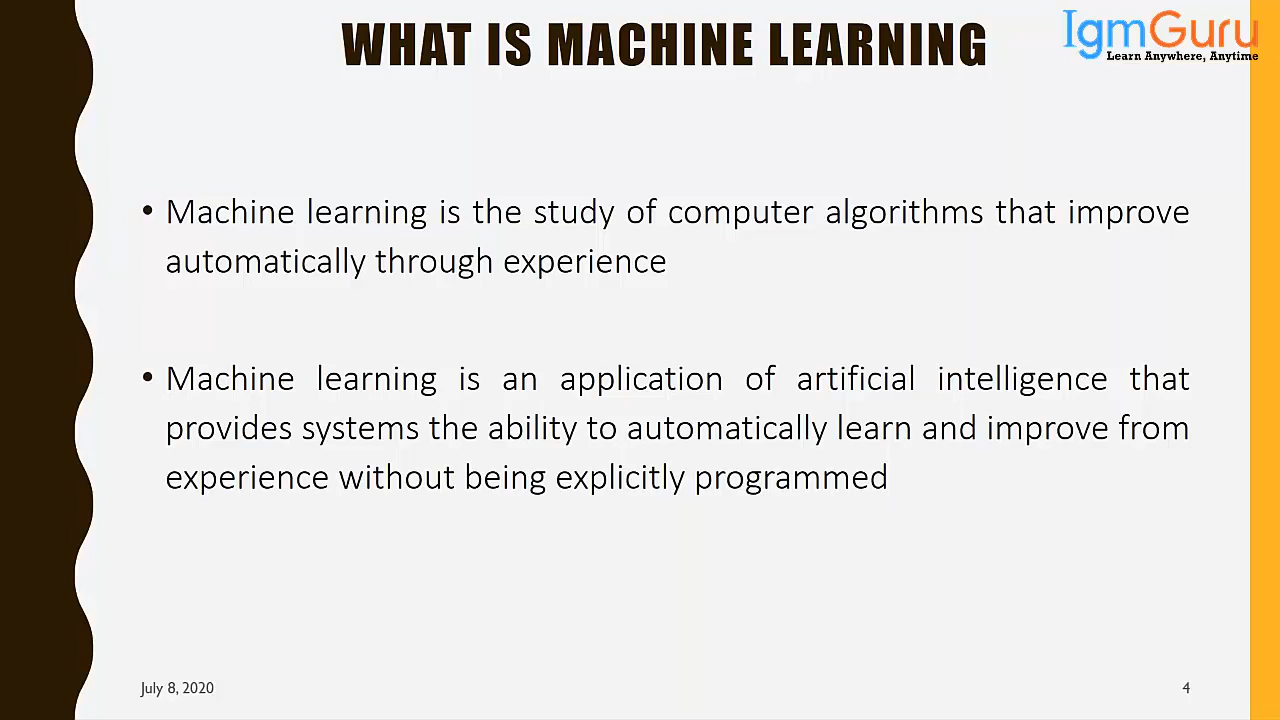 WHAT IS MACHINE LEARNING
IgmGuru
Learn Anywhere, Anytime
• Machine learning is the study of computer algorithms that improve
automatically through experience
• Machine learning is an application of artificial intelligence that
provides systems the ability to automatically learn and improve from
experience without being explicitly programmed
July 8, 2020
4